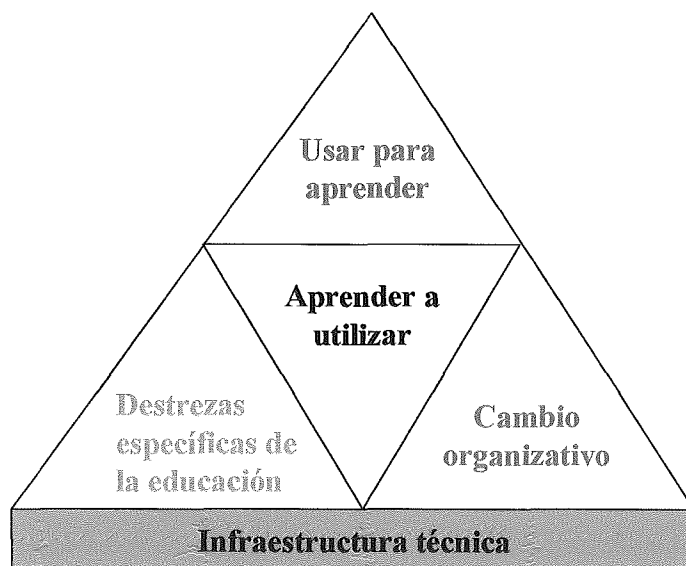 Usar para
aprender
Aprender a
utilizar
Destrezas
específicas de
la educación
Cambio
organizativo
Infraestructura técnica